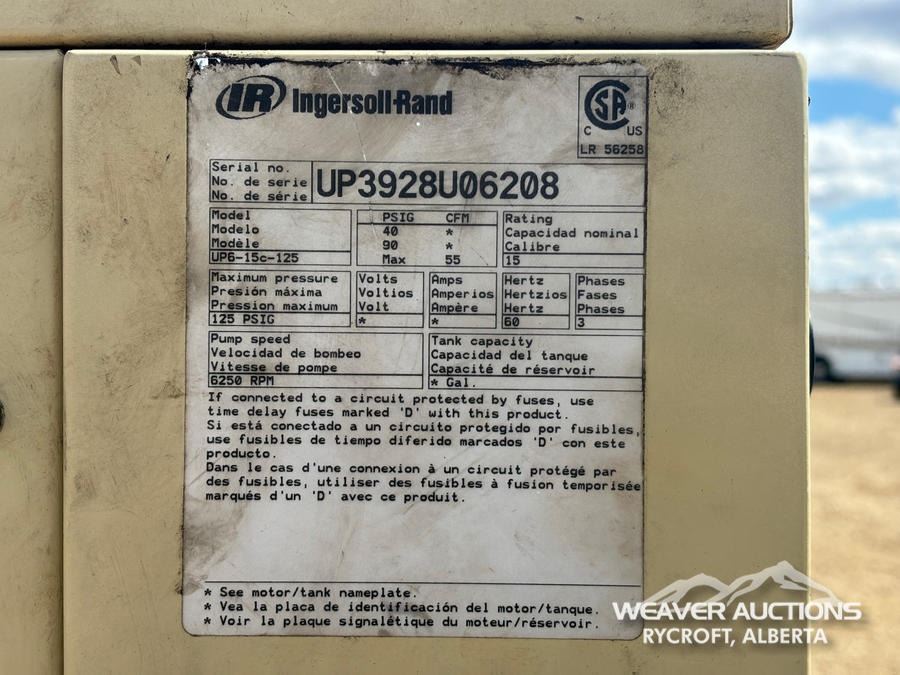 IR Ingersoll-Rand
CSA ®
C US
LR 56258
Serial no.
No. de serie
No. de série
UP3928U06208
Model
Modelo
Modèle
UP6-15c-125
PSIG CFM
40 *
90 *
Max 55
Rating
Capacidad nominal
Calibre
15
Maximum pressure
Presión máxima
Pression maximum
125 PSIG
Volts
Voltios
Volt
*
Amps
Amperios
Ampère
*
Hertz
Hertzios
Hertz
60
Phases
Fases
Phases
3
Pump speed
Velocidad de bombeo
Vitesse de pompe
6250 RPM
Tank capacity
Capacidad del tanque
Capacité de réservoir
* Gal.
If connected to a circuit protected by fuses, use
time delay fuses marked 'D' with this product.
Si está conectado a un circuito protegido por fusibles,
use fusibles de tiempo diferido marcados 'D' con este
producto.
Dans le cas d'une connexion à un circuit protégé par
des fusibles, utiliser des fusibles à fusion temporisée
marqués d'un 'D' avec ce produit.
* See motor/tank nameplate.
* Vea la placa de identificación del motor/tanque.
* Voir la plaque signalétique du moteur/réservoir.
WEAVER AUCTIONS
RYCROFT, ALBERTA